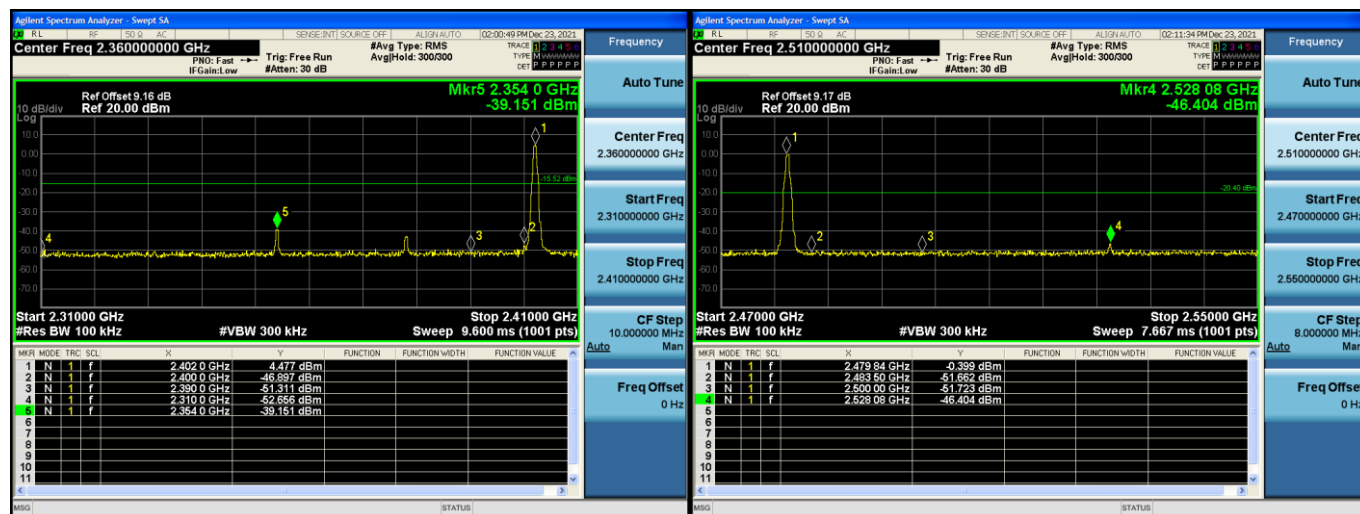 Agilent Spectrum Analyzer - Swept SA
RL RF 50 Ω AC SENSE:INT SOURCE OFF ALIGN AUTO 02:00:49 PM Dec 23, 2021
Center Freq 2.360000000 GHz
PNO: Fast
IFGain:Low
Trig: Free Run
#Atten: 30 dB
#Avg Type: RMS
Avg|Hold: 300/300
TRACE 1 2 3 4 5 6
TYPE M
DET P P P P P P
Ref Offset 9.16 dB
Ref 20.00 dBm
10 dB/div
Log
Mkr5 2.354 0 GHz
-39.151 dBm
10.0
0.00
-10.0
-20.0
-30.0
-40.0
-50.0
-60.0
-70.0
1
-15.52 dBm
5
4
3
2
Start 2.31000 GHz Stop 2.41000 GHz
#Res BW 100 kHz #VBW 300 kHz Sweep 9.600 ms (1001 pts)
MKR MODE TRC SCL X Y FUNCTION FUNCTION WIDTH FUNCTION VALUE
1 N 1 f 2.402 0 GHz 4.477 dBm
2 N 1 f 2.400 0 GHz -46.897 dBm
3 N 1 f 2.390 0 GHz -51.311 dBm
4 N 1 f 2.310 0 GHz -52.656 dBm
5 N 1 f 2.354 0 GHz -39.151 dBm
6
7
8
9
10
11
MSG STATUS
Frequency
Auto Tune
Center Freq
2.360000000 GHz
Start Freq
2.310000000 GHz
Stop Freq
2.410000000 GHz
CF Step
10.000000 MHz
Auto Man
Freq Offset
0 Hz
Agilent Spectrum Analyzer - Swept SA
RL RF 50 Ω AC SENSE:INT SOURCE OFF ALIGN AUTO 02:11:34 PM Dec 23, 2021
Center Freq 2.510000000 GHz
PNO: Fast
IFGain:Low
Trig: Free Run
#Atten: 30 dB
#Avg Type: RMS
Avg|Hold: 300/300
TRACE 1 2 3 4 5 6
TYPE M
DET P P P P P P
Ref Offset 9.17 dB
Ref 20.00 dBm
10 dB/div
Log
Mkr4 2.528 08 GHz
-46.404 dBm
10.0
0.00
-10.0
-20.0
-30.0
-40.0
-50.0
-60.0
-70.0
1
-20.40 dBm
2
3
4
Start 2.47000 GHz Stop 2.55000 GHz
#Res BW 100 kHz #VBW 300 kHz Sweep 7.667 ms (1001 pts)
MKR MODE TRC SCL X Y FUNCTION FUNCTION WIDTH FUNCTION VALUE
1 N 1 f 2.479 84 GHz -0.399 dBm
2 N 1 f 2.483 50 GHz -51.662 dBm
3 N 1 f 2.500 00 GHz -51.723 dBm
4 N 1 f 2.528 08 GHz -46.404 dBm
5
6
7
8
9
10
11
MSG STATUS
Frequency
Auto Tune
Center Freq
2.510000000 GHz
Start Freq
2.470000000 GHz
Stop Freq
2.550000000 GHz
CF Step
8.000000 MHz
Auto Man
Freq Offset
0 Hz